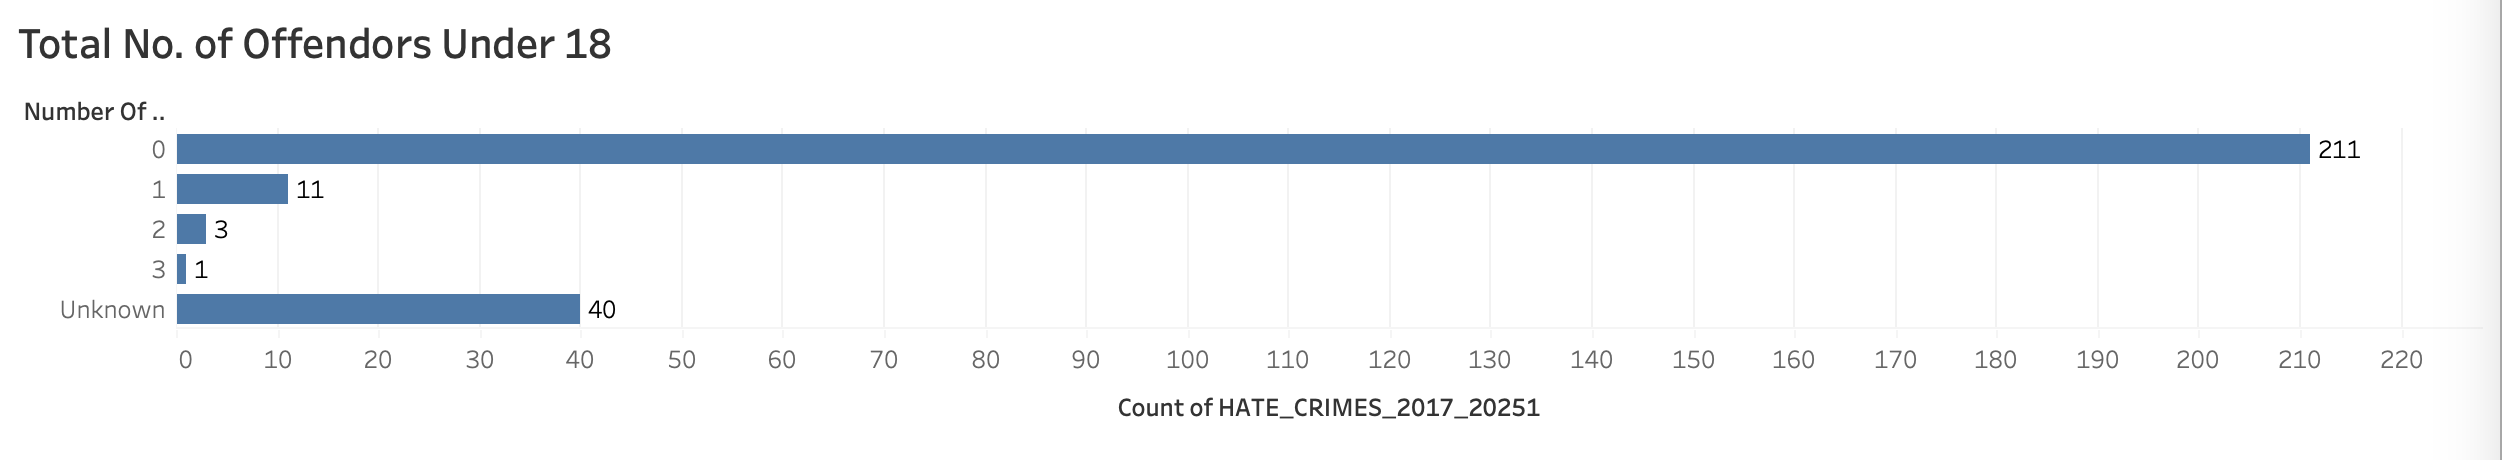 Total No. of Offendors Under 18
Number Of ..
0 211
1 11
2 3
3 1
Unknown 40
0 10 20 30 40 50 60 70 80 90 100 110 120 130 140 150 160 170 180 190 200 210 220
Count of HATE_CRIMES_2017_20251